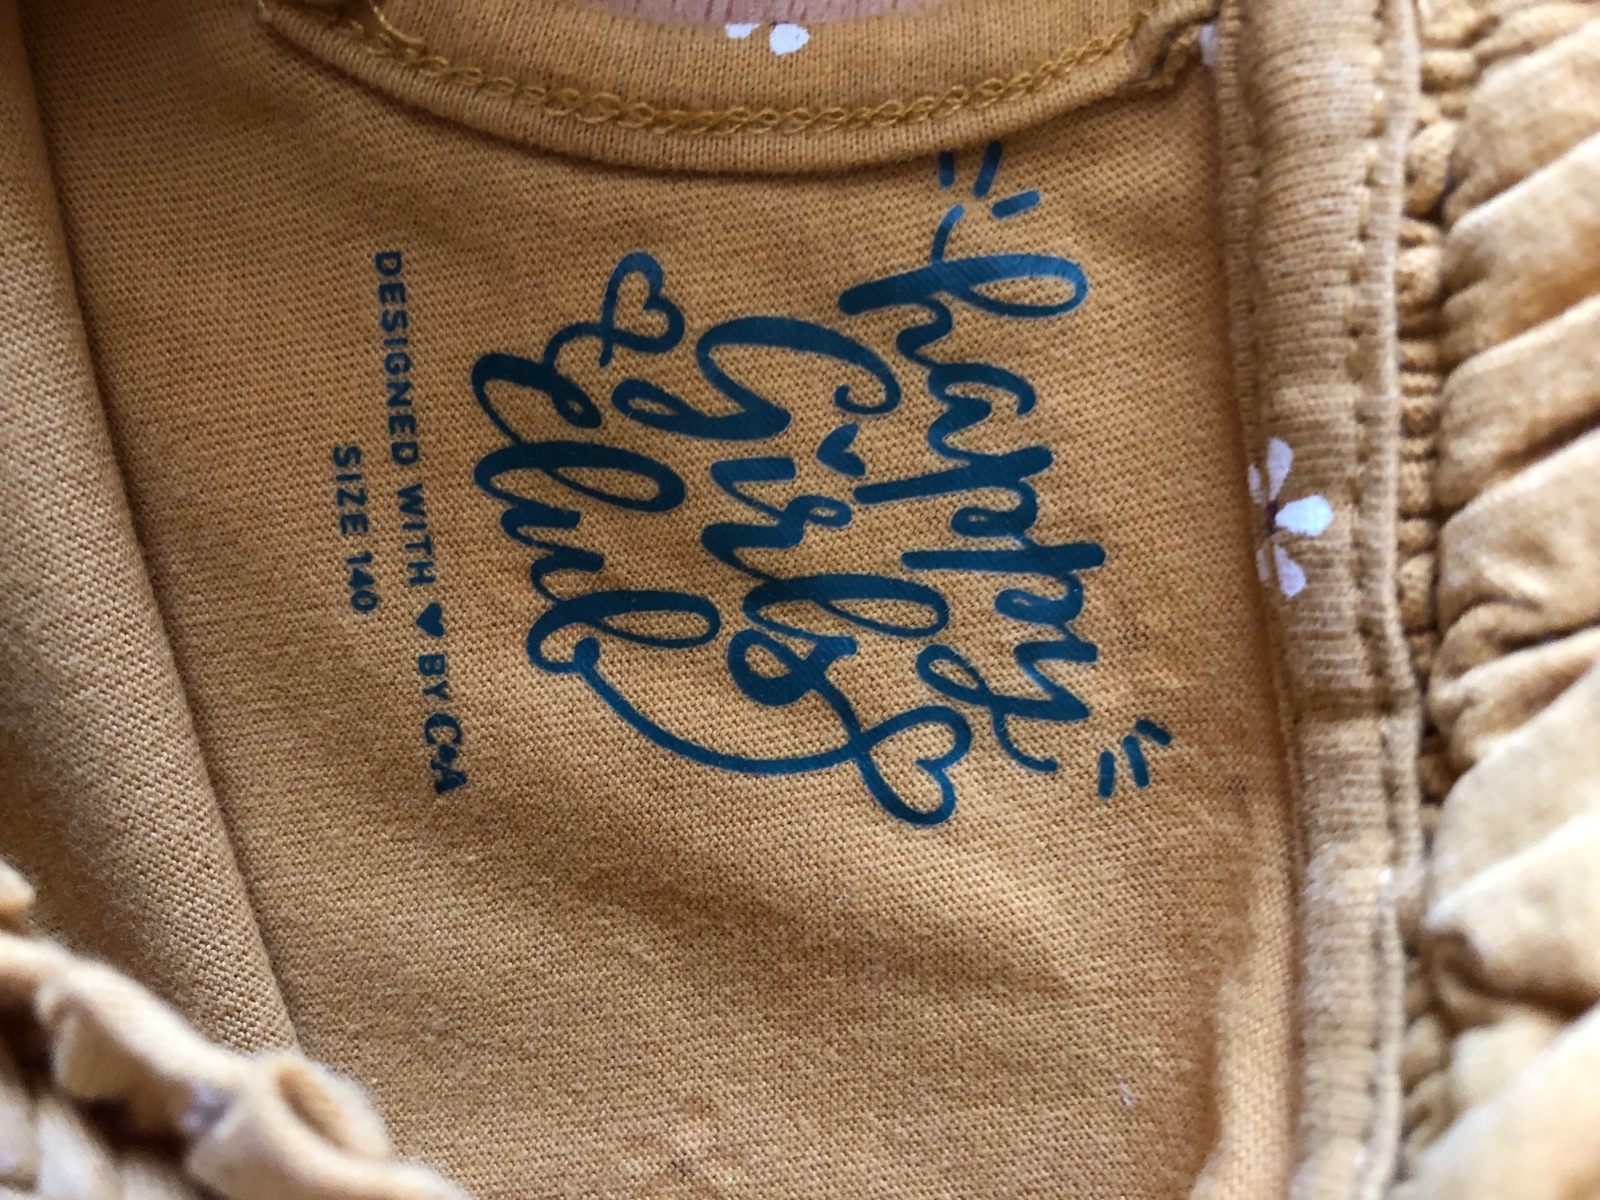 happy
Girls
Club
DESIGNED WITH ♥ BY C&A
SIZE 140